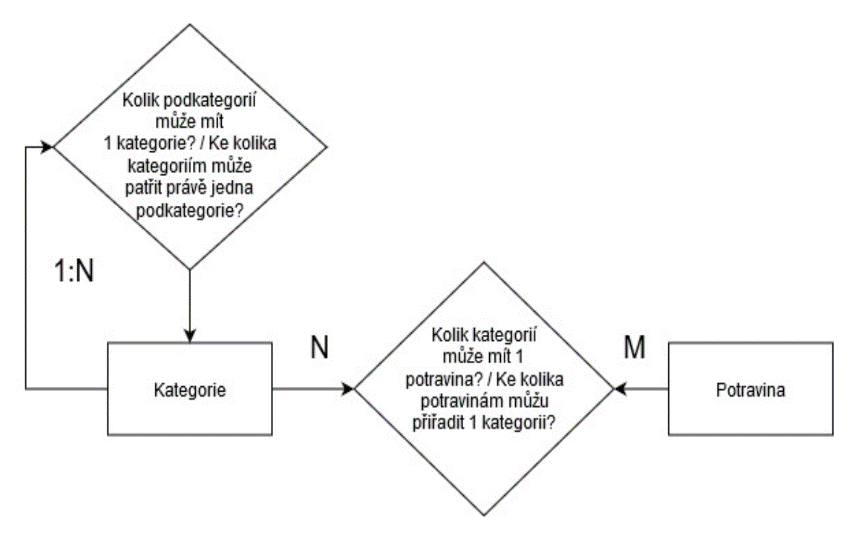 Kolik podkategorií
může mít
1 kategorie? / Ke kolika
kategoriím může
patřit právě jedna
podkategorie?
1:N
Kategorie
N
Kolik kategorií
může mít 1
potravina? / Ke kolika
potravinám můžu
přiřadit 1 kategorii?
M
Potravina